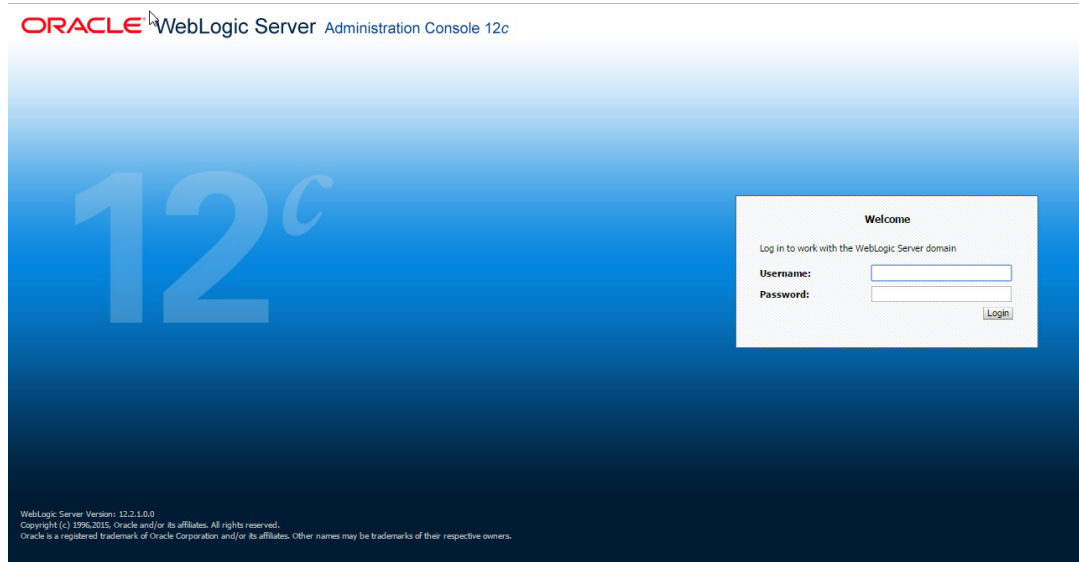 ORACLE WebLogic Server Administration Console 12c
12c
Welcome
Log in to work with the WebLogic Server domain
Username:
Password:
Login
WebLogic Server Version: 12.2.1.0.0
Copyright (c) 1996,2015, Oracle and/or its affiliates. All rights reserved.
Oracle is a registered trademark of Oracle Corporation and/or its affiliates. Other names may be trademarks of their respective owners.